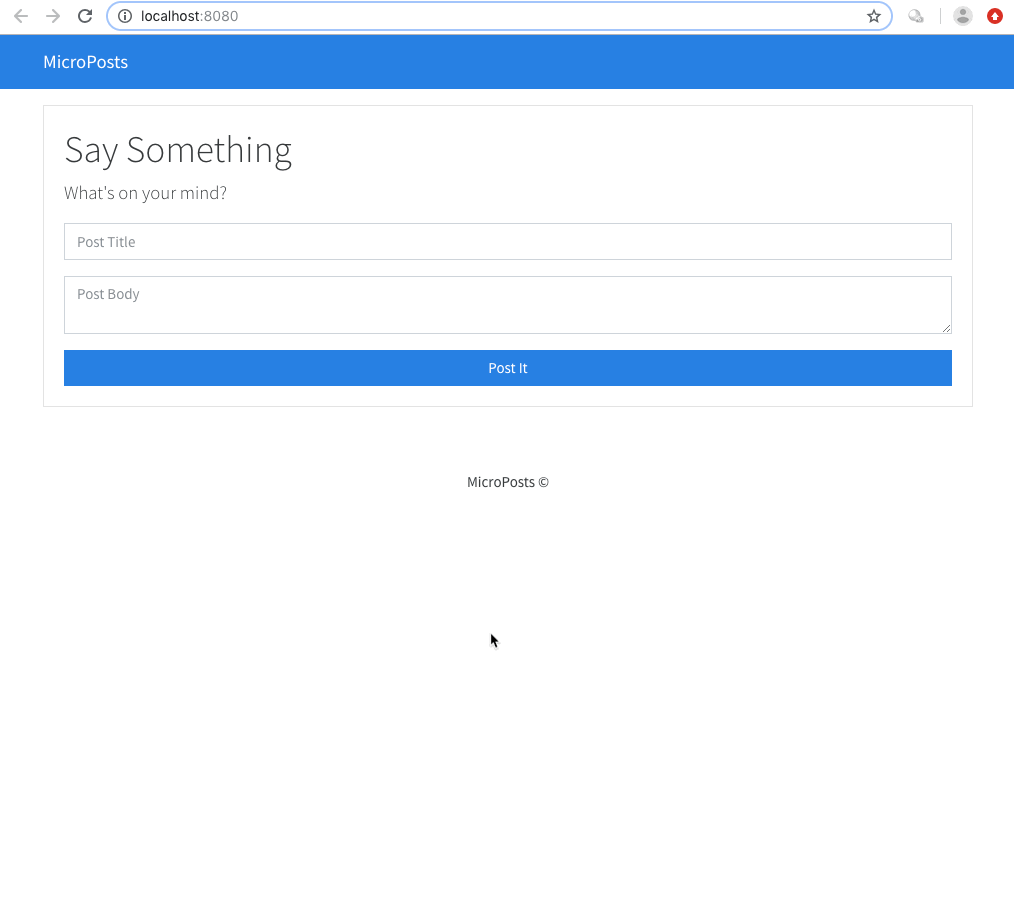 localhost:8080
MicroPosts
Say Something
What's on your mind?
Post Title
Post Body
Post It
MicroPosts ©